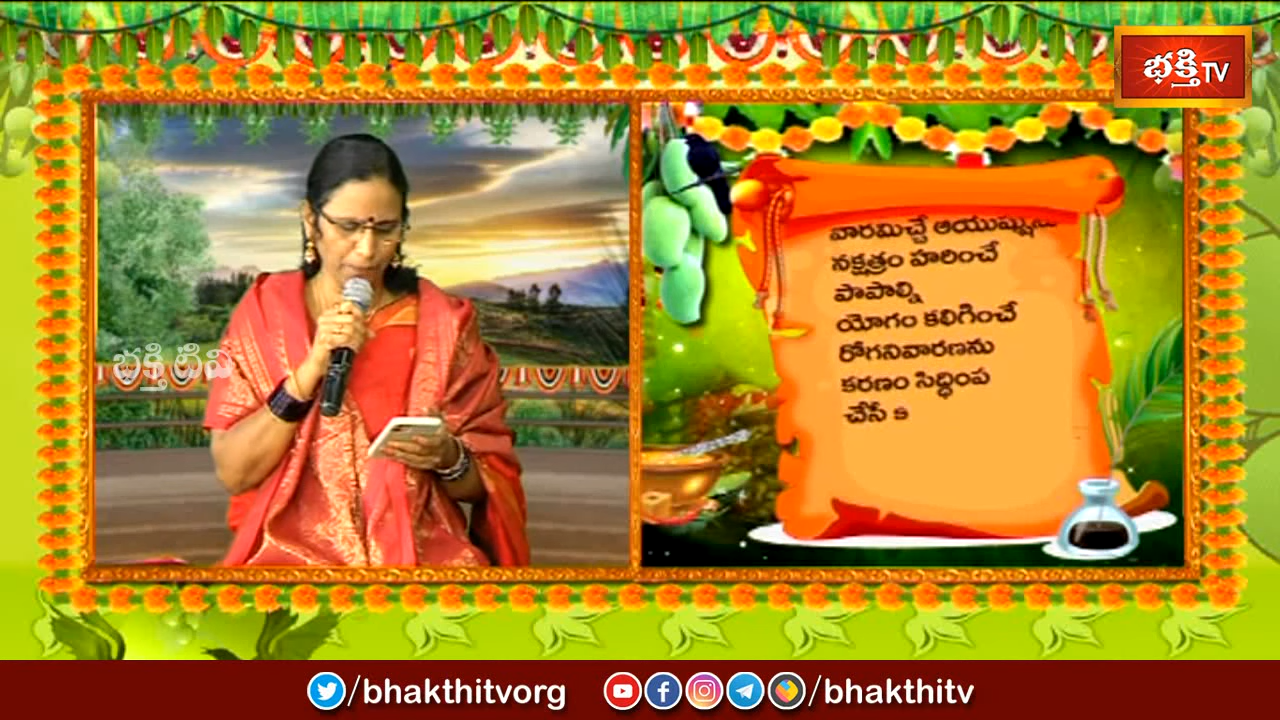 భక్తి TV
భక్తి టీవి
వారమిచ్చే ఆయుష్షును
నక్షత్రం హరించే
పాపాల్ని
యోగం కలిగించే
రోగనివారణను
కరణం సిద్ధింప
చేసే
/bhakthitvorg
/bhakthitv